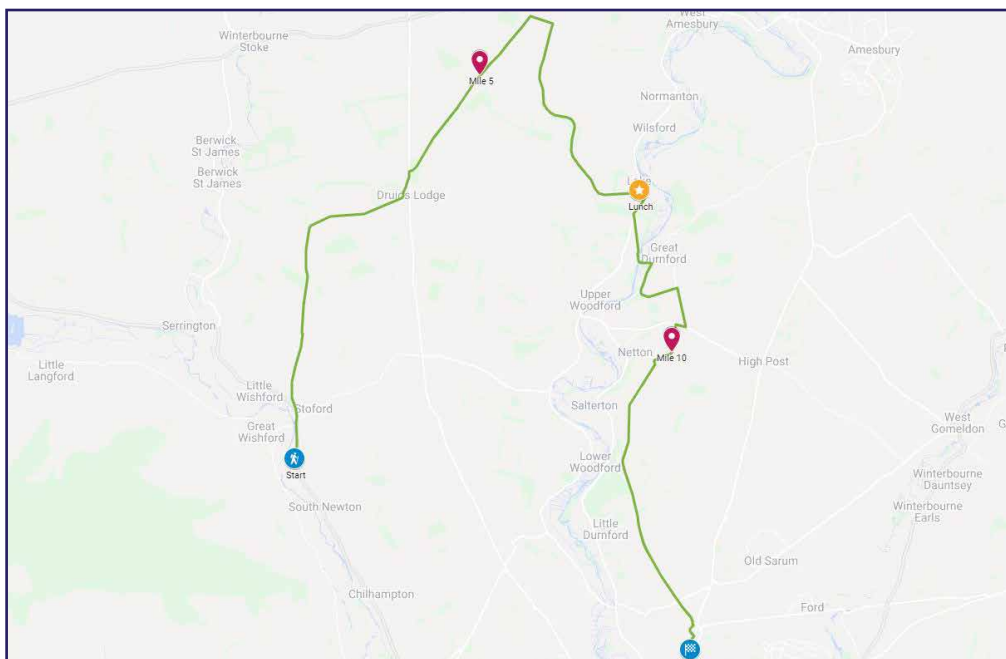 West
Amesbury
Winterbourne
Stoke
Amesbury
Mile 5
Normanton
Wilsford
Berwick
St James
Berwick
St James
Druids Lodge
Lunch
Great
Durnford
Upper
Woodford
Serrington
Little
Langford
Netton
Mile 10
High Post
Little
Wishford
Stoford
Great
Wishford
Salterton
West
Gomeldon
Start
Lower
Woodford
Winterbourne
Dauntsey
Winterbourne
Earls
South Newton
Little
Durnford
Old Sarum
Chilhampton
Ford